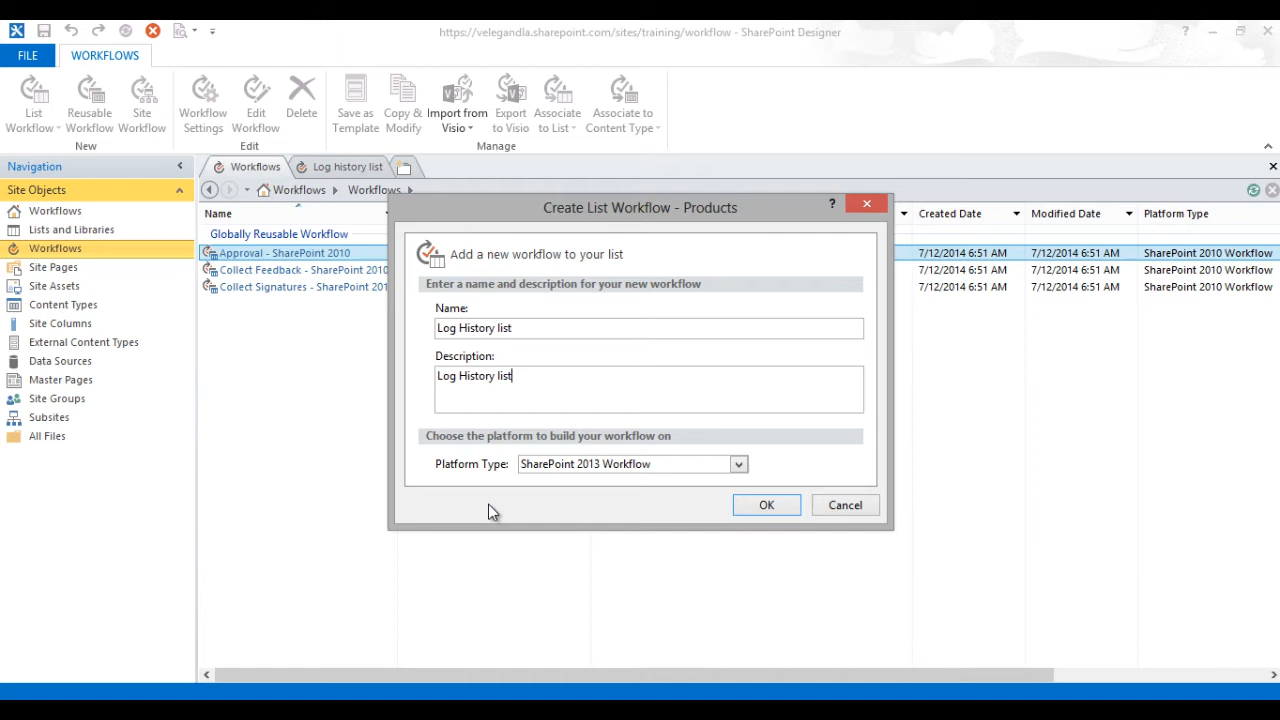 https://velegandla.sharepoint.com/sites/training/workflow - SharePoint Designer
FILE
WORKFLOWS
List
Workflow
Reusable
Workflow
Site
Workflow
Workflow
Settings
Edit
Workflow
Delete
Save as
Template
Copy &
Modify
Import from
Visio
Export
to Visio
Associate
to List
Associate to
Content Type
New
Edit
Manage
Navigation
Workflows
Log history list
Site Objects
Workflows
Workflows
Workflows
Lists and Libraries
Workflows
Site Pages
Site Assets
Content Types
Site Columns
External Content Types
Data Sources
Master Pages
Site Groups
Subsites
All Files
Name
Created Date
Modified Date
Platform Type
Globally Reusable Workflow
Approval - SharePoint 2010
7/12/2014 6:51 AM
7/12/2014 6:51 AM
SharePoint 2010 Workflow
Collect Feedback - SharePoint 2010
7/12/2014 6:51 AM
7/12/2014 6:51 AM
SharePoint 2010 Workflow
Collect Signatures - SharePoint 201
7/12/2014 6:51 AM
7/12/2014 6:51 AM
SharePoint 2010 Workflow
Create List Workflow - Products
Add a new workflow to your list
Enter a name and description for your new workflow
Name:
Log History list
Description:
Log History list
Choose the platform to build your workflow on
Platform Type:
SharePoint 2013 Workflow
OK
Cancel